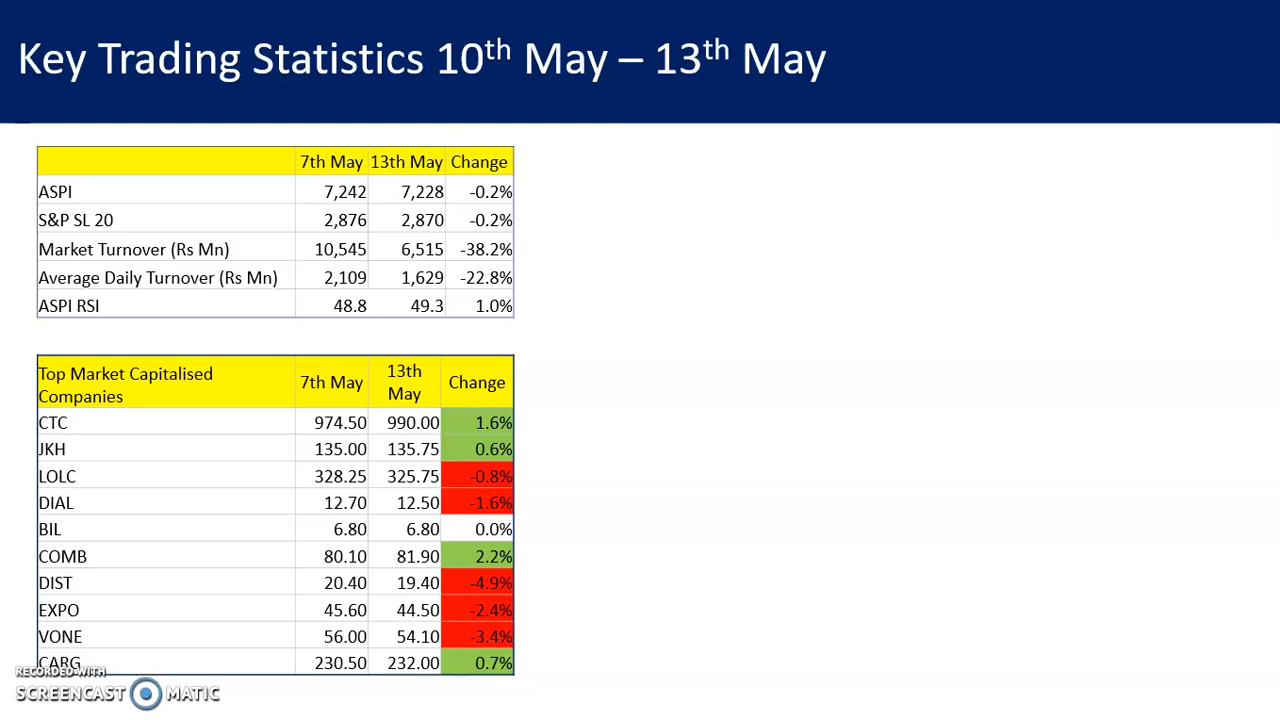 Key Trading Statistics 10th May – 13th May
7th May 13th May Change
ASPI 7,242 7,228 -0.2%
S&P SL 20 2,876 2,870 -0.2%
Market Turnover (Rs Mn) 10,545 6,515 -38.2%
Average Daily Turnover (Rs Mn) 2,109 1,629 -22.8%
ASPI RSI 48.8 49.3 1.0%
Top Market Capitalised
Companies 7th May 13th
May Change
CTC 974.50 990.00 1.6%
JKH 135.00 135.75 0.6%
LOLC 328.25 325.75 -0.8%
DIAL 12.70 12.50 -1.6%
BIL 6.80 6.80 0.0%
COMB 80.10 81.90 2.2%
DIST 20.40 19.40 -4.9%
EXPO 45.60 44.50 -2.4%
VONE 56.00 54.10 -3.4%
CARG 230.50 232.00 0.7%
RECORDED WITH
SCREENCAST MATIC